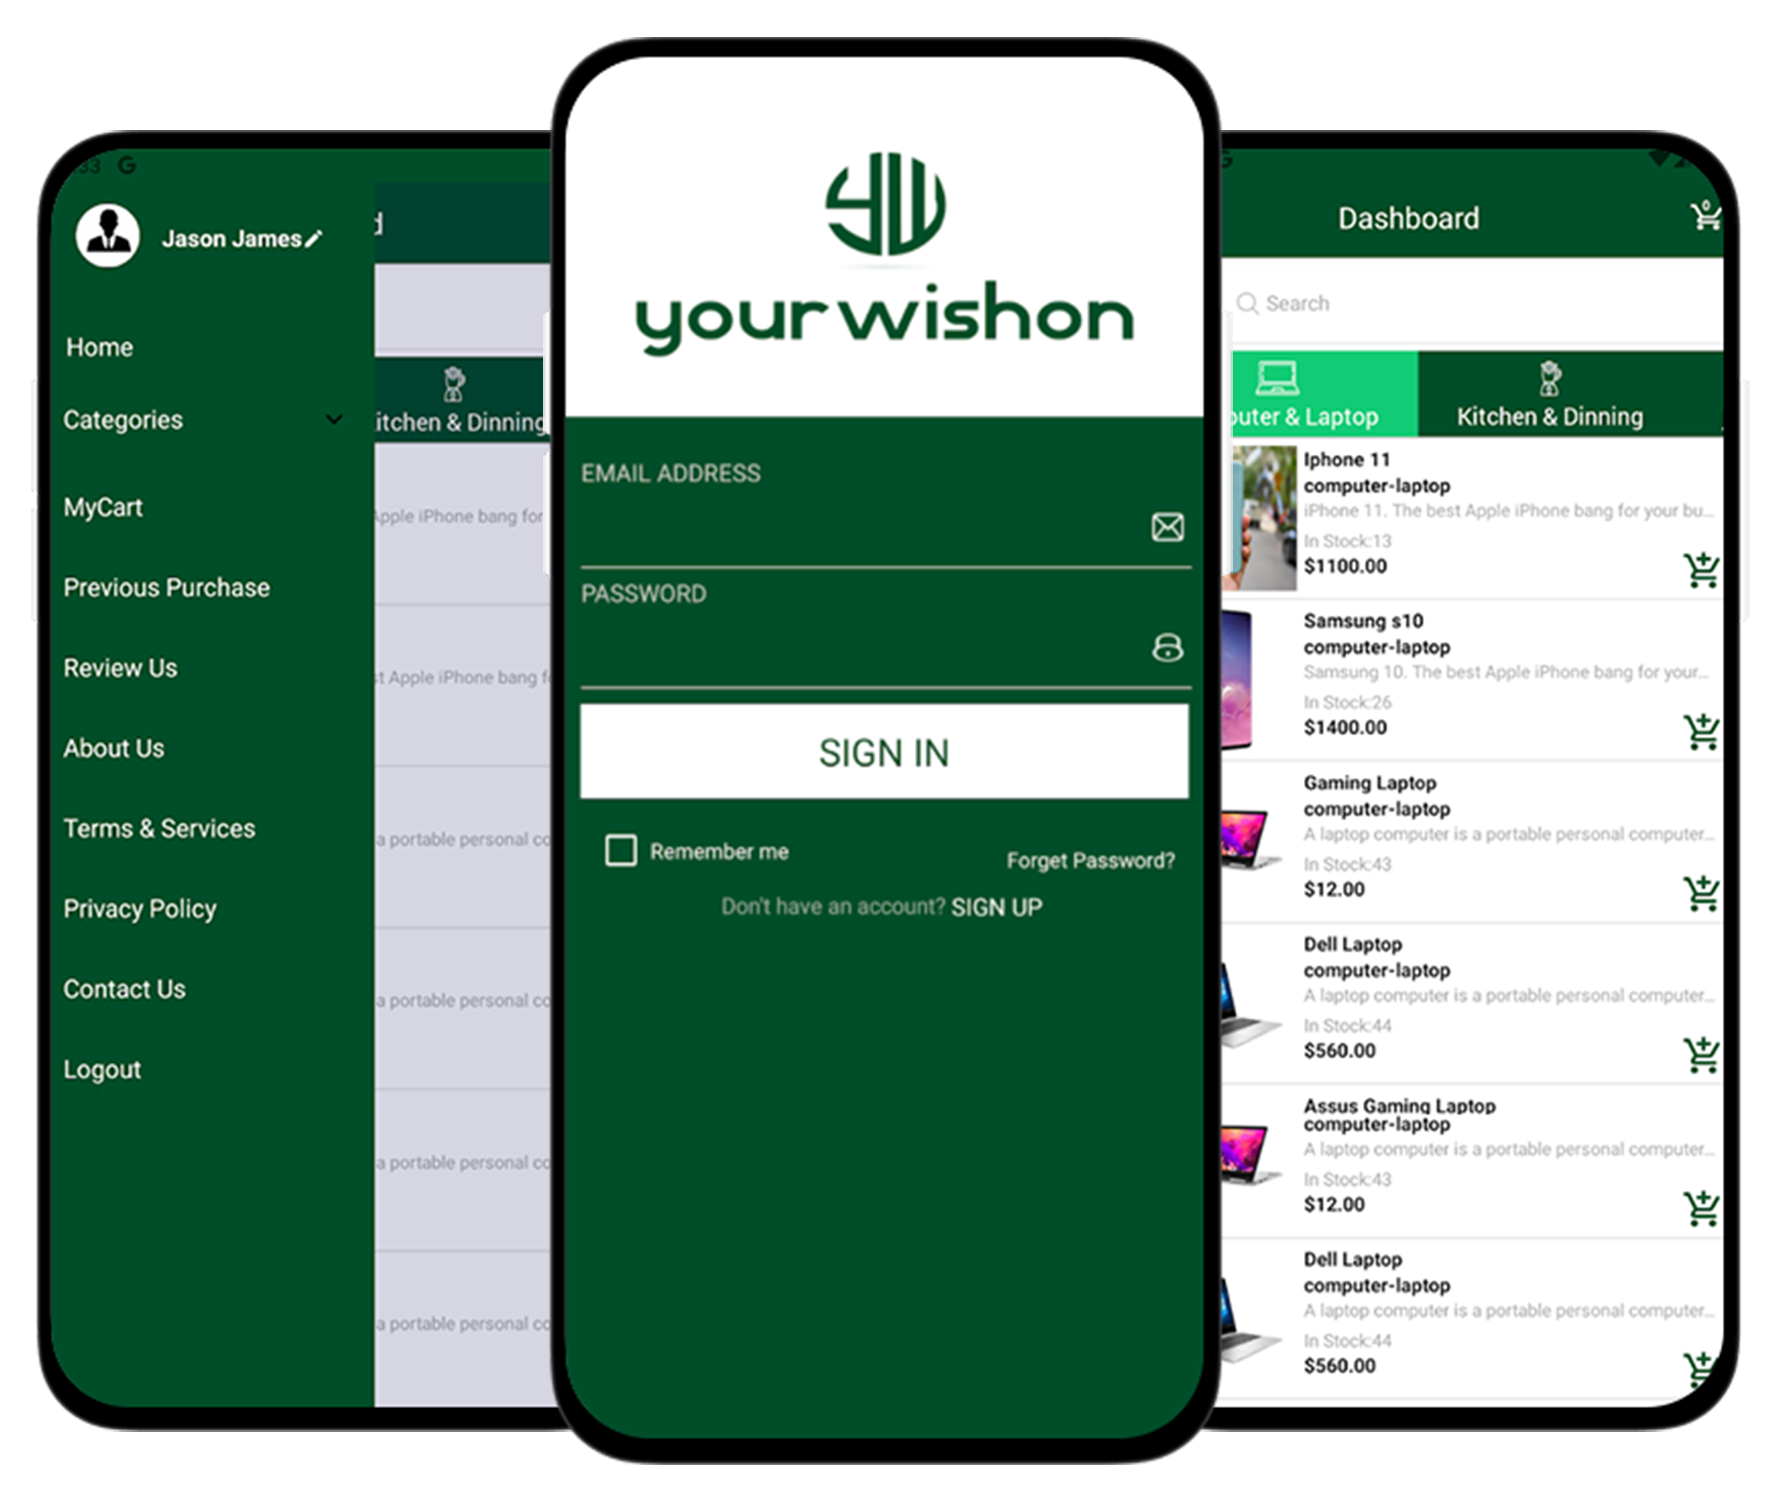 :33 G
Jason James
Home
Categories
MyCart
Previous Purchase
Review Us
About Us
Terms & Services
Privacy Policy
Contact Us
Logout
d
itchen & Dinning
Apple iPhone bang for
st Apple iPhone bang f
a portable personal co
a portable personal co
a portable personal co
a portable personal co
yw
yourwishon
EMAIL ADDRESS
PASSWORD
SIGN IN
Remember me
Forget Password?
Don't have an account? SIGN UP
G
Dashboard
0
Search
puter & Laptop
Kitchen & Dinning
Iphone 11
computer-laptop
iPhone 11. The best Apple iPhone bang for your bu...
In Stock:13
$1100.00
Samsung s10
computer-laptop
Samsung 10. The best Apple iPhone bang for your...
In Stock:26
$1400.00
Gaming Laptop
computer-laptop
A laptop computer is a portable personal computer...
In Stock:43
$12.00
Dell Laptop
computer-laptop
A laptop computer is a portable personal computer...
In Stock:44
$560.00
Assus Gaming Laptop
computer-laptop
A laptop computer is a portable personal computer...
In Stock:43
$12.00
Dell Laptop
computer-laptop
A laptop computer is a portable personal computer...
In Stock:44
$560.00